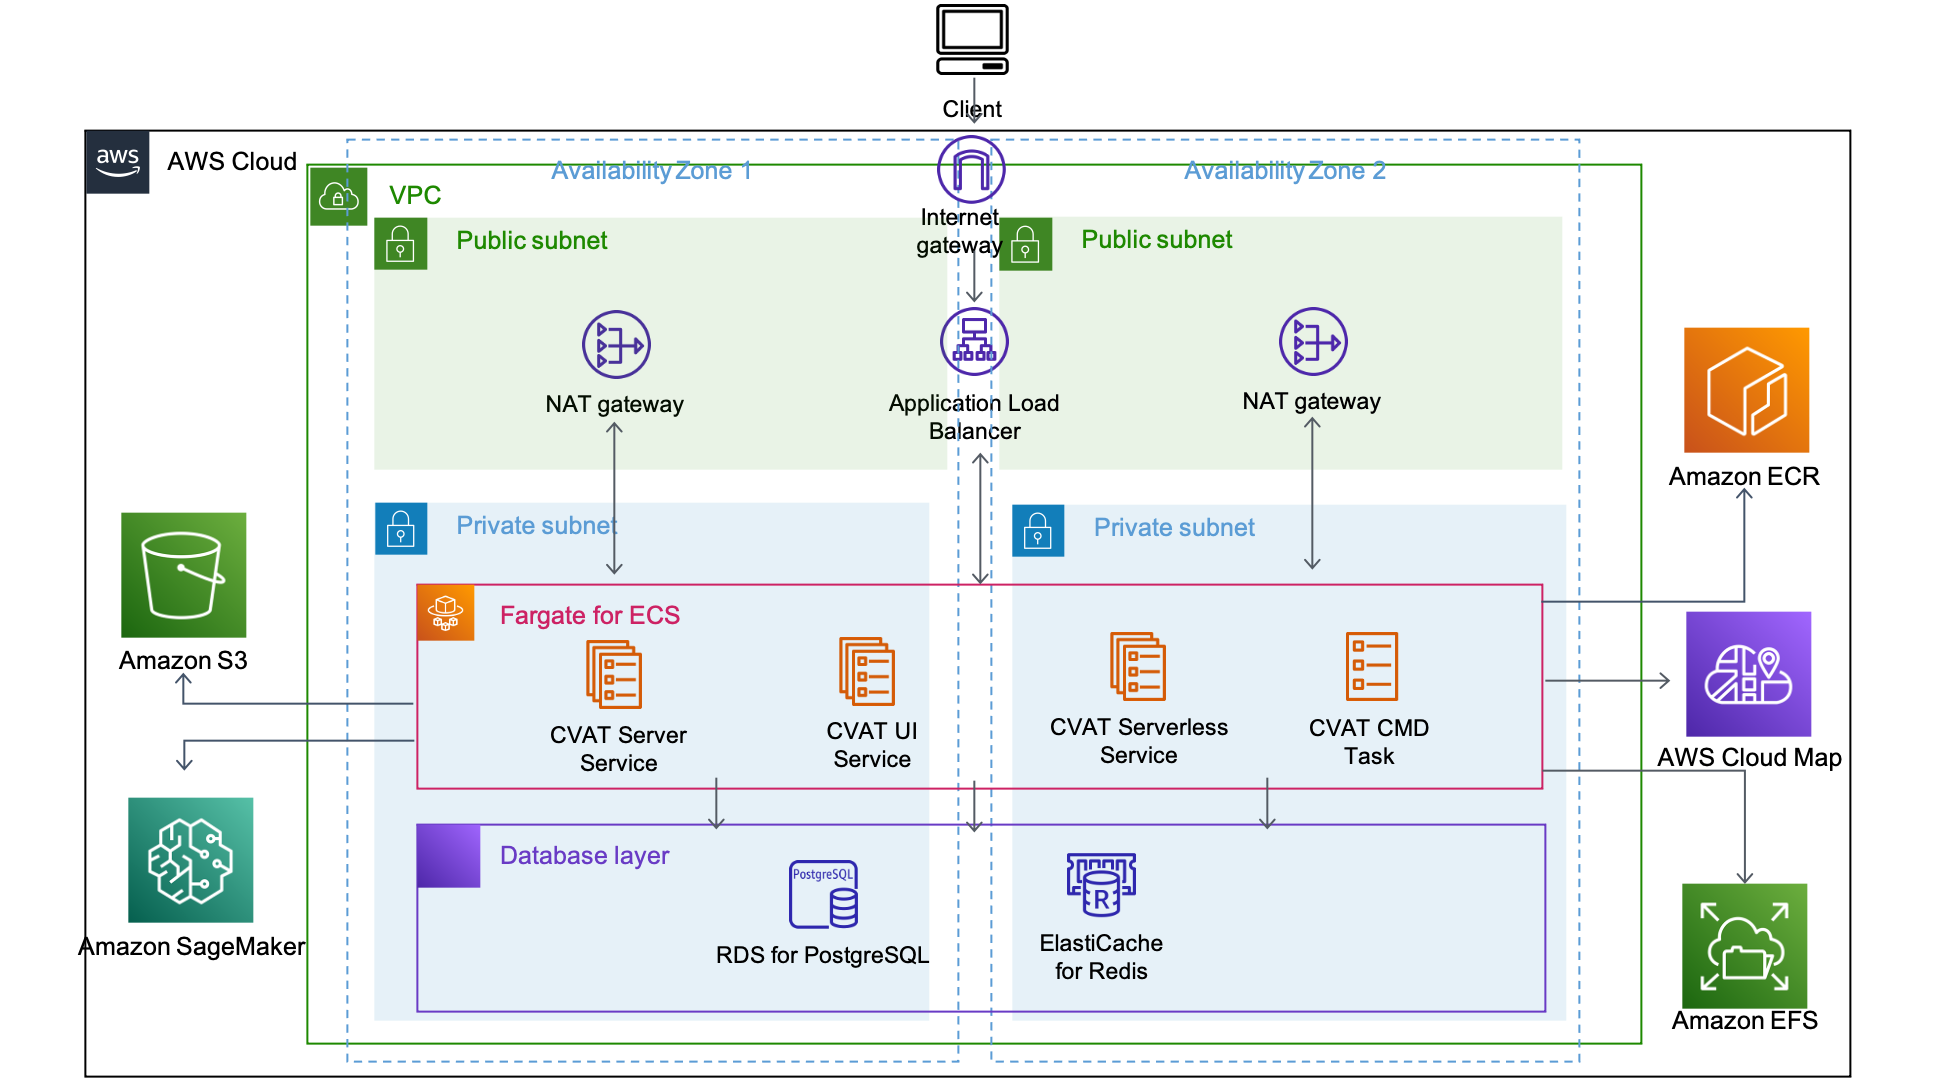 Client
aws
AWS Cloud
Availability Zone 1
Availability Zone 2
VPC
Internet
gateway
Public subnet
Public subnet
NAT gateway
Application Load
Balancer
NAT gateway
Amazon ECR
Private subnet
Private subnet
Fargate for ECS
Amazon S3
CVAT Server
Service
CVAT UI
Service
CVAT Serverless
Service
CVAT CMD
Task
AWS Cloud Map
Database layer
PostgreSQL
RDS for PostgreSQL
R
ElastiCache
for Redis
Amazon SageMaker
Amazon EFS